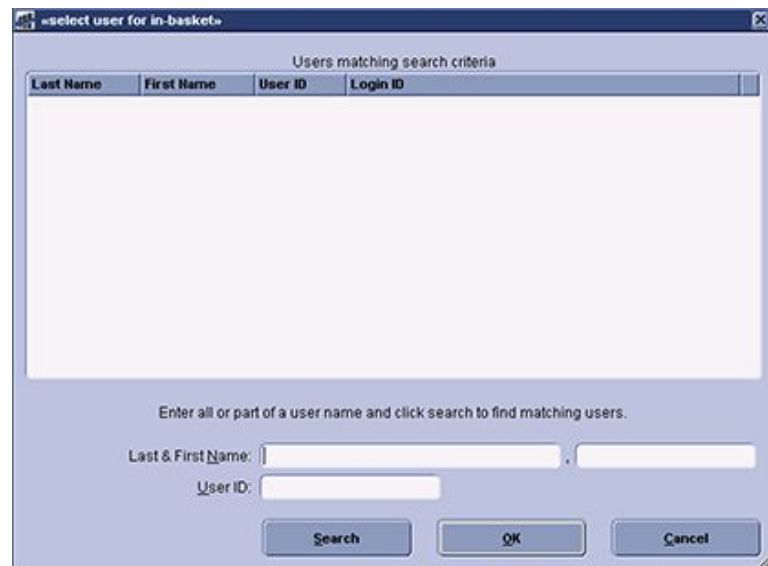 «select user for in-basket»
Users matching search criteria
Last Name First Name User ID Login ID
Enter all or part of a user name and click search to find matching users.
Last & First Name: ,
User ID:
Search OK Cancel